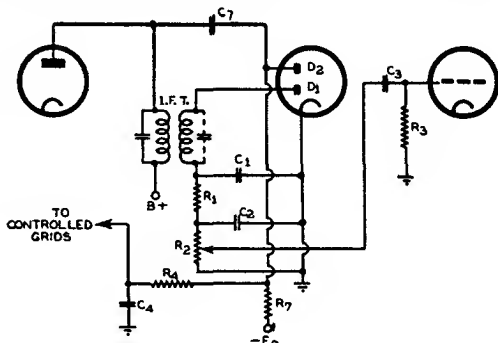 C7
D2
D1
I.F.T.
C3
R3
C1
B+
R1
TO
CONTROLLED
GRIDS
C2
R2
R4
R7
C4